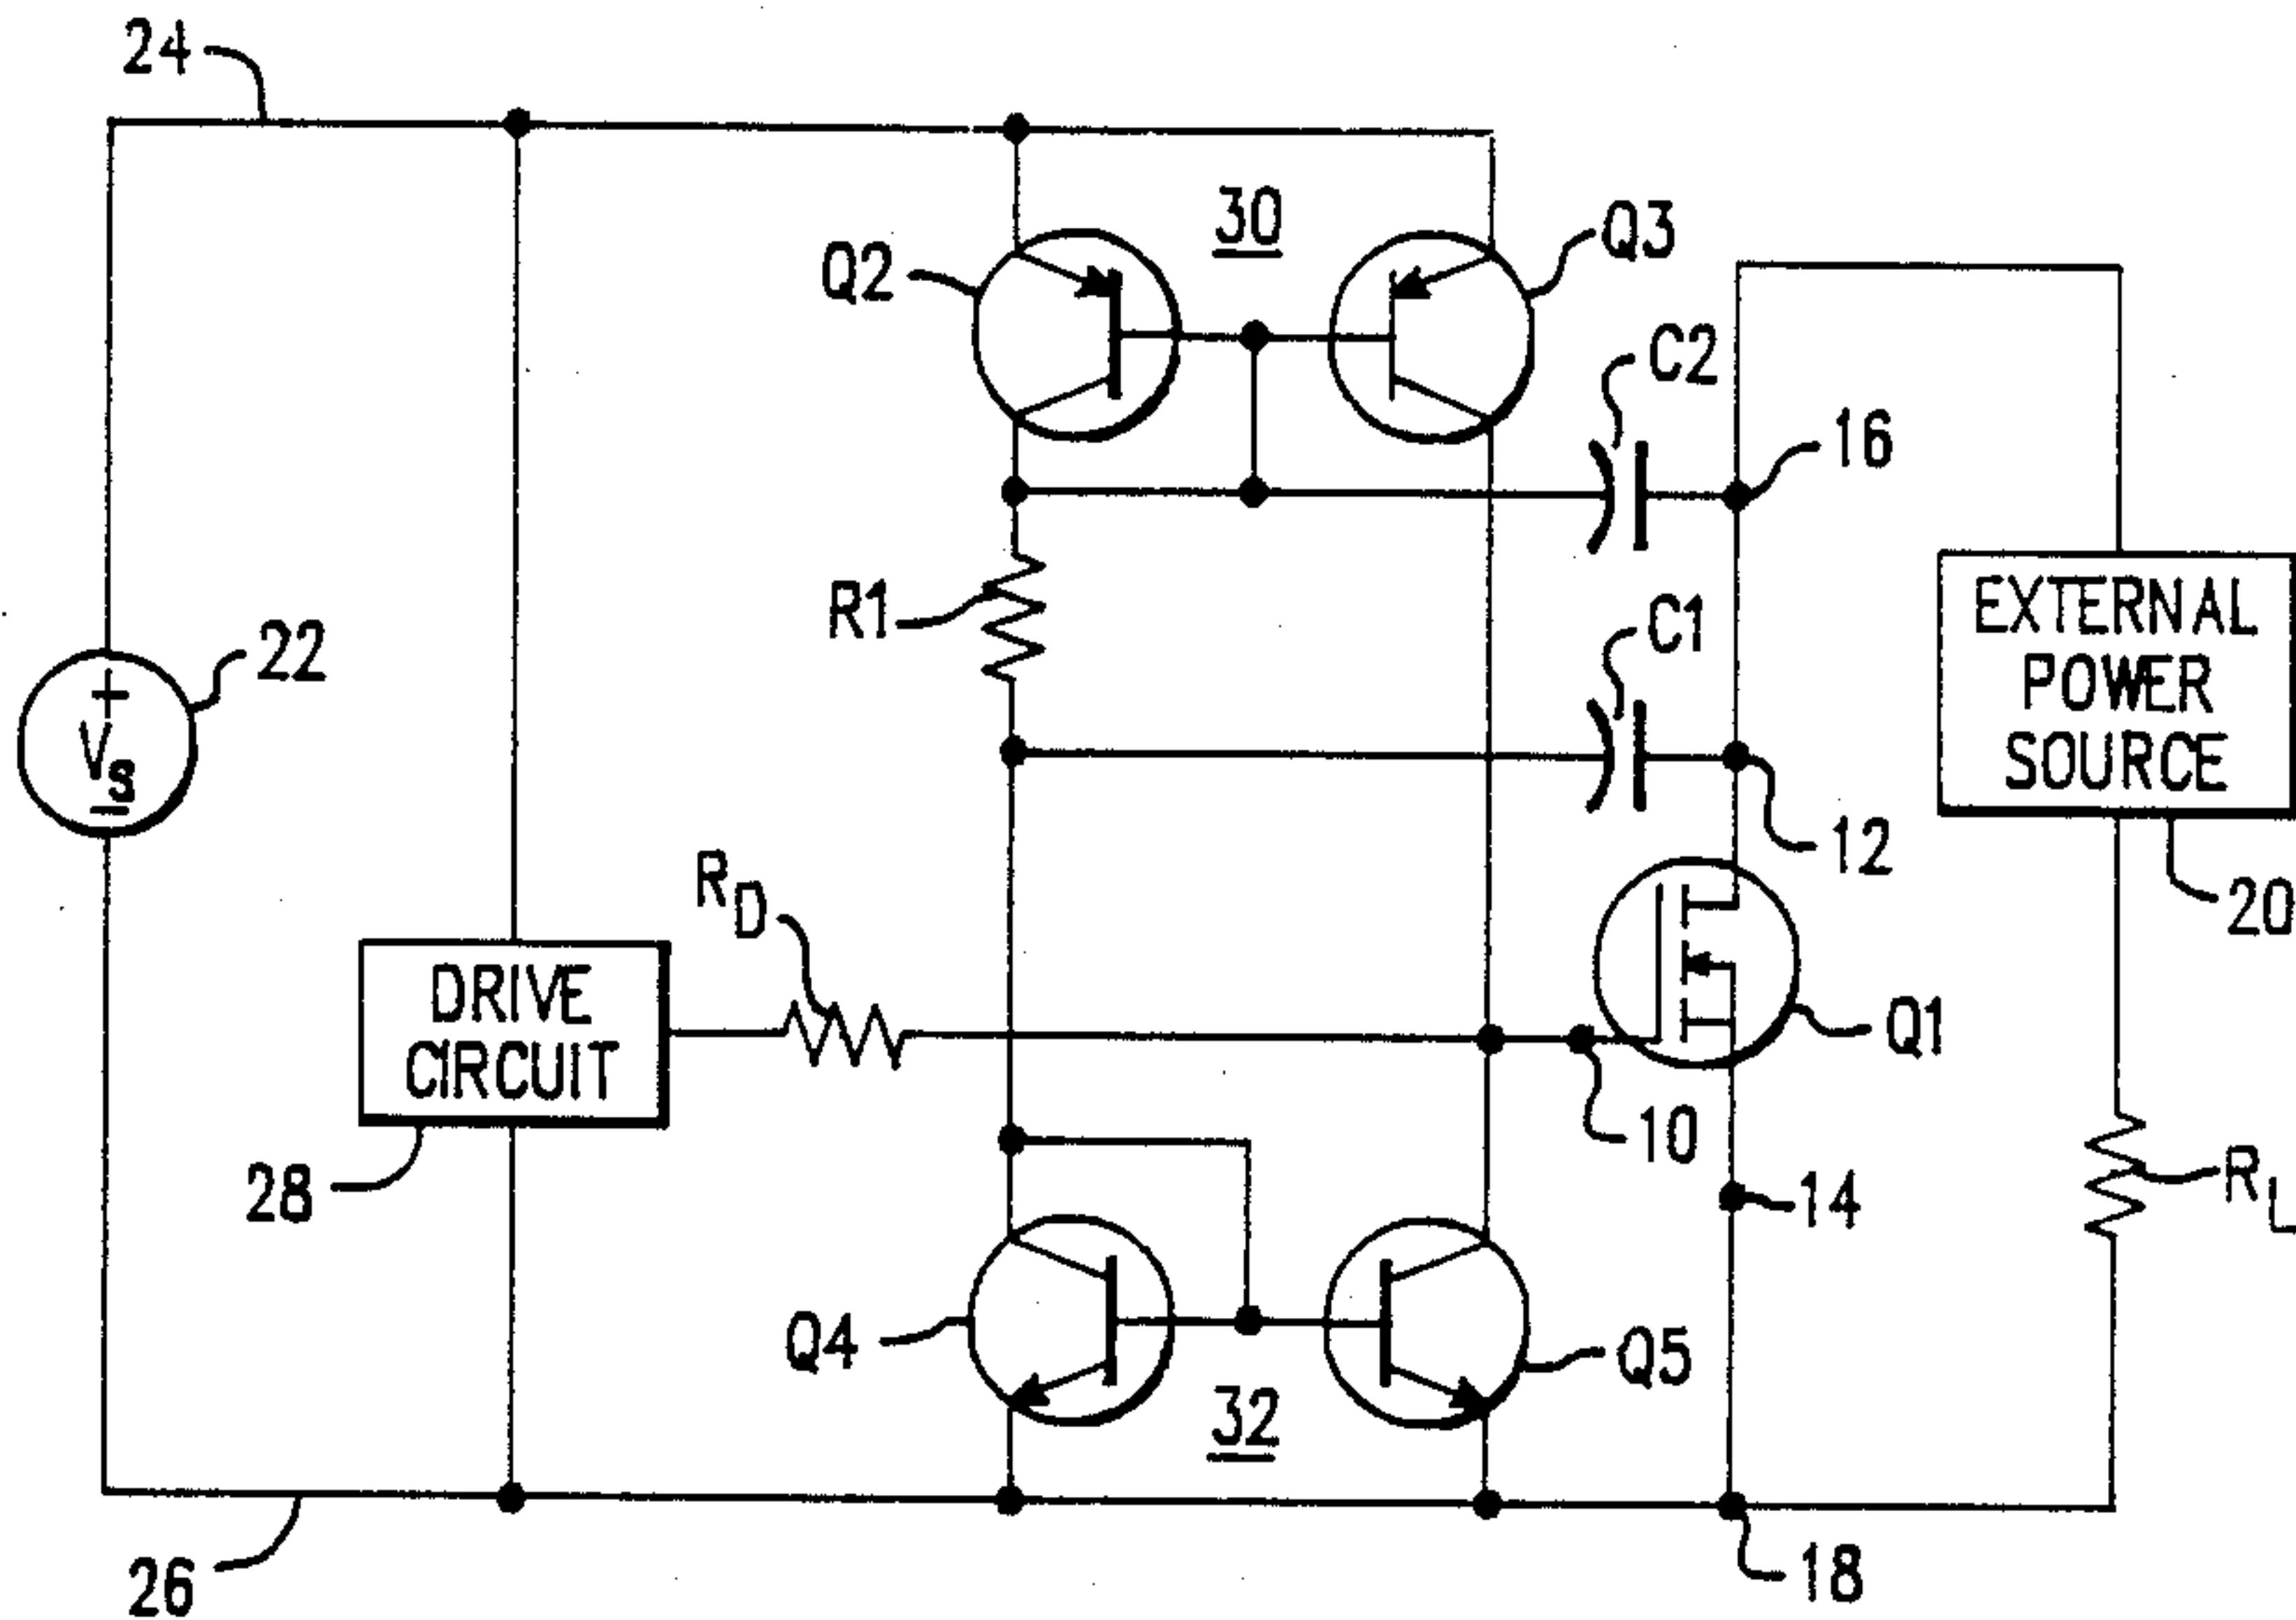 24
30
Q2
Q3
C2
16
R1
22
+
Vs
−
C1
EXTERNAL
POWER
SOURCE
12
RD
20
DRIVE
CIRCUIT
Q1
10
28
14
RL
Q4
Q5
32
26
18